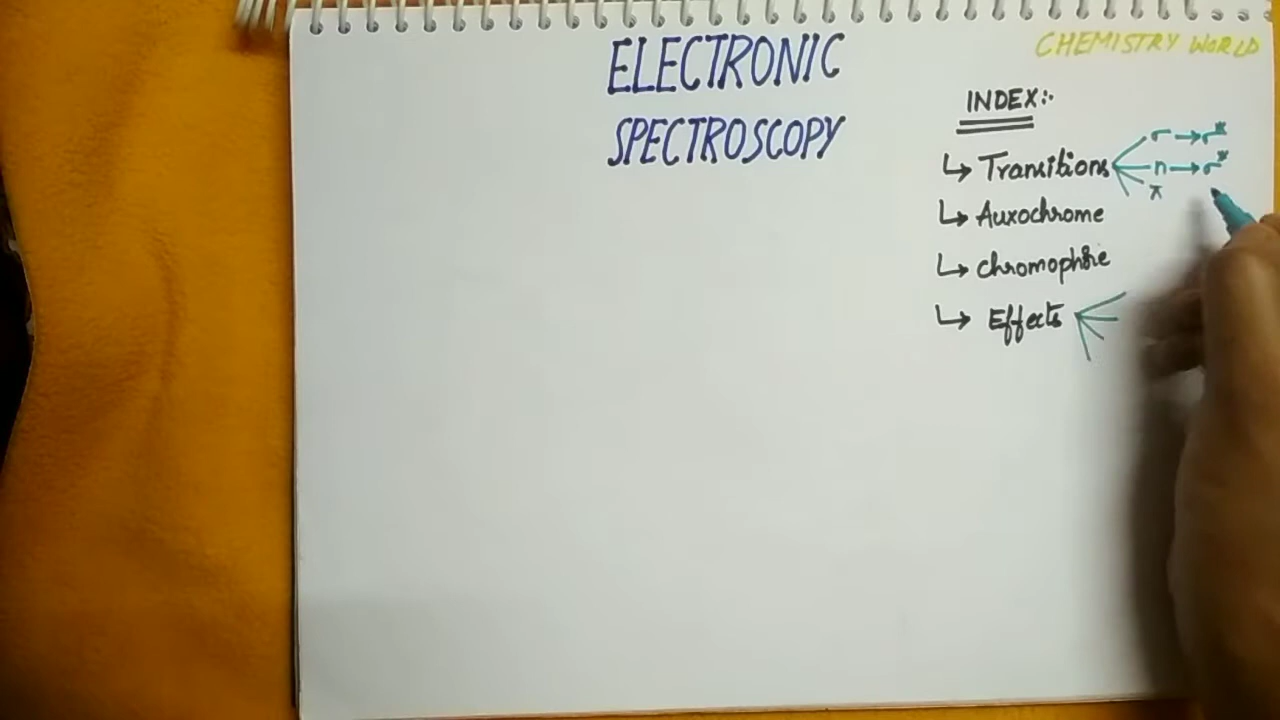 CHEMISTRY WORLD
ELECTRONIC
SPECTROSCOPY
INDEX:-
↳ Transitions
σ → σ*
n → σ*
π
↳ Auxochrome
↳ Chromophore
↳ Effects